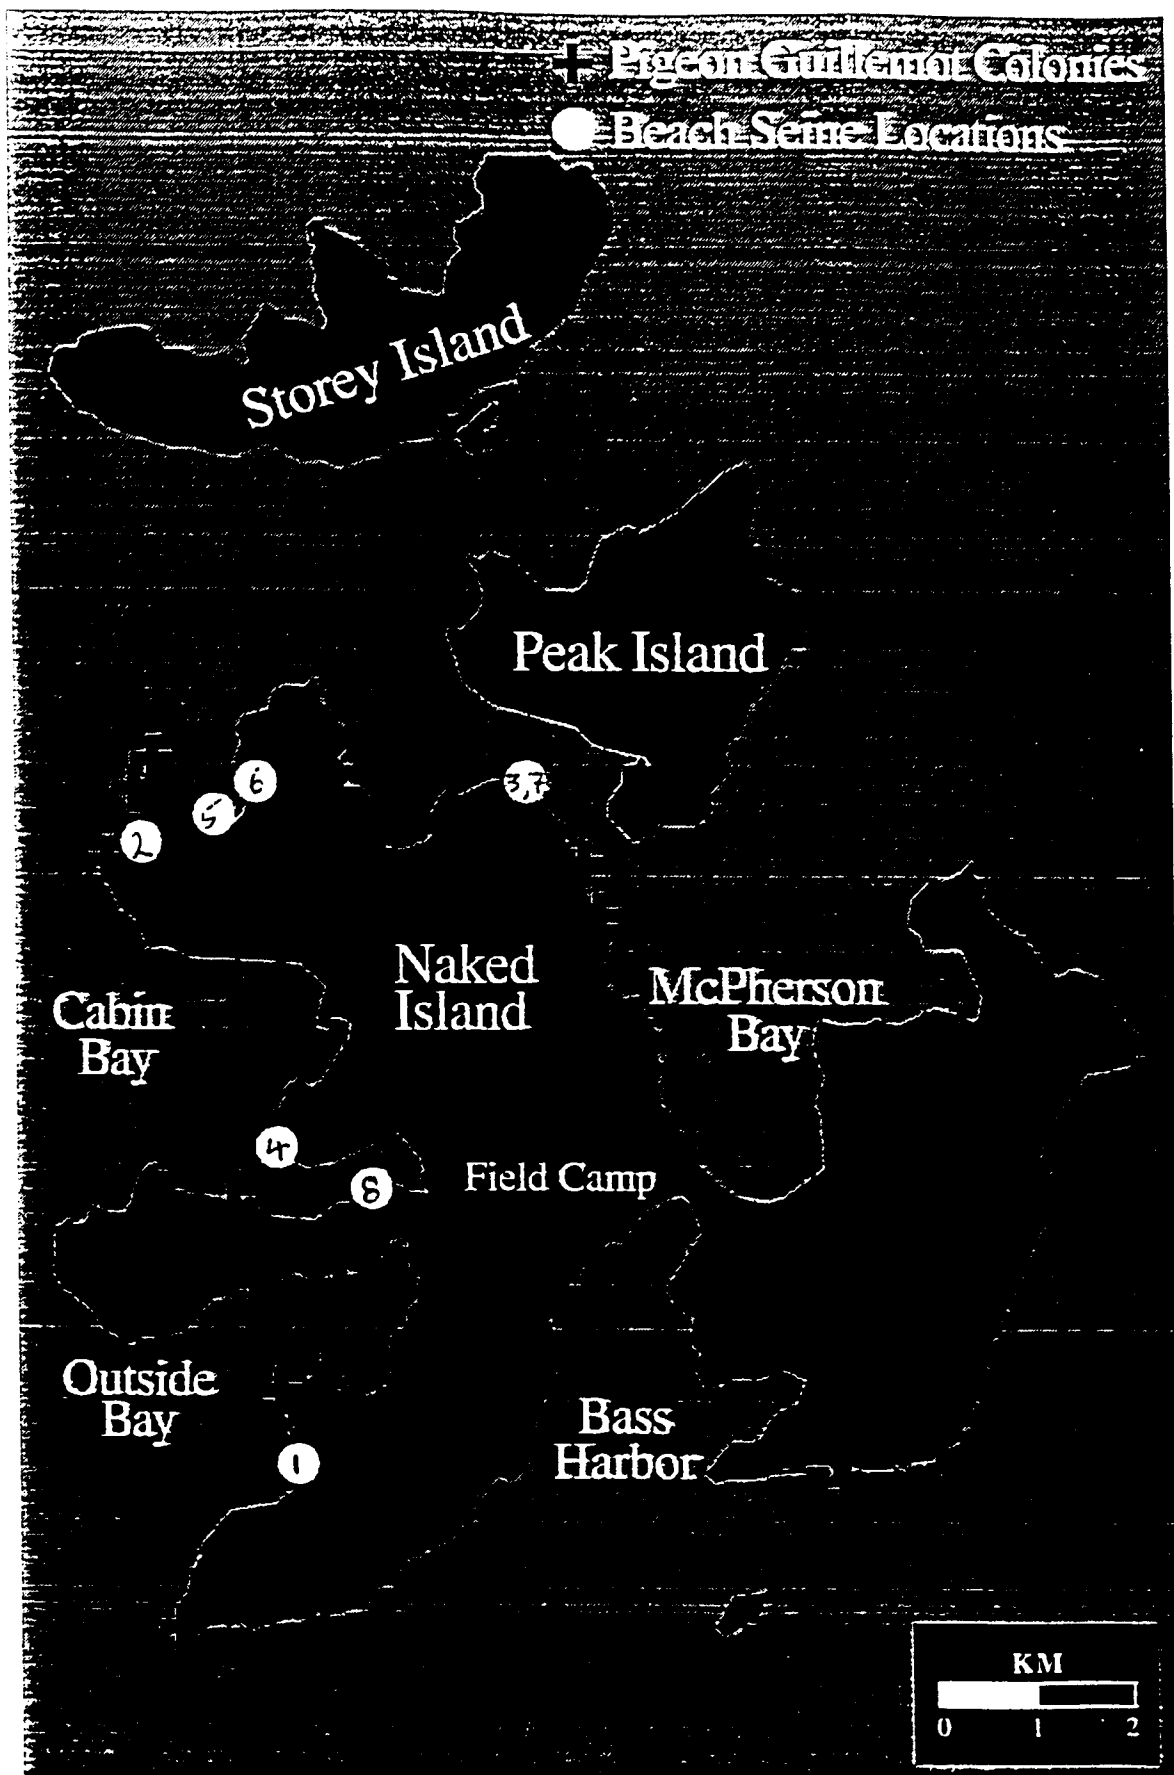 + Pigeon Guillemot Colonies
Beach Seine Locations
Storey Island
Peak Island
6
3,7
5
2
Naked
Island
McPherson
Bay
Cabin
Bay
4
Field Camp
8
Outside
Bay
Bass
Harbor
1
KM
0 1 2